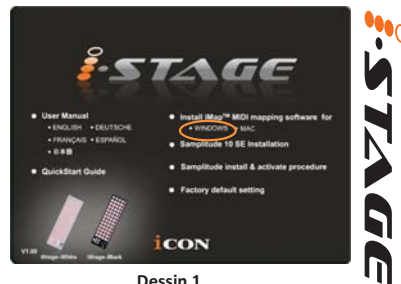 i·STAGE
User Manual
• ENGLISH • DEUTSCHE
• FRANÇAIS • ESPAÑOL
• 日本語
QuickStart Guide
Install iMap™ MIDI mapping software for
• WINDOWS • MAC
Samplitude 10 SE Installation
Samplitude install & activate procedure
Factory default setting
V1.00
iStage-iWhite
iStage-iBlack
iCON
Dessin 1
i·STAGE